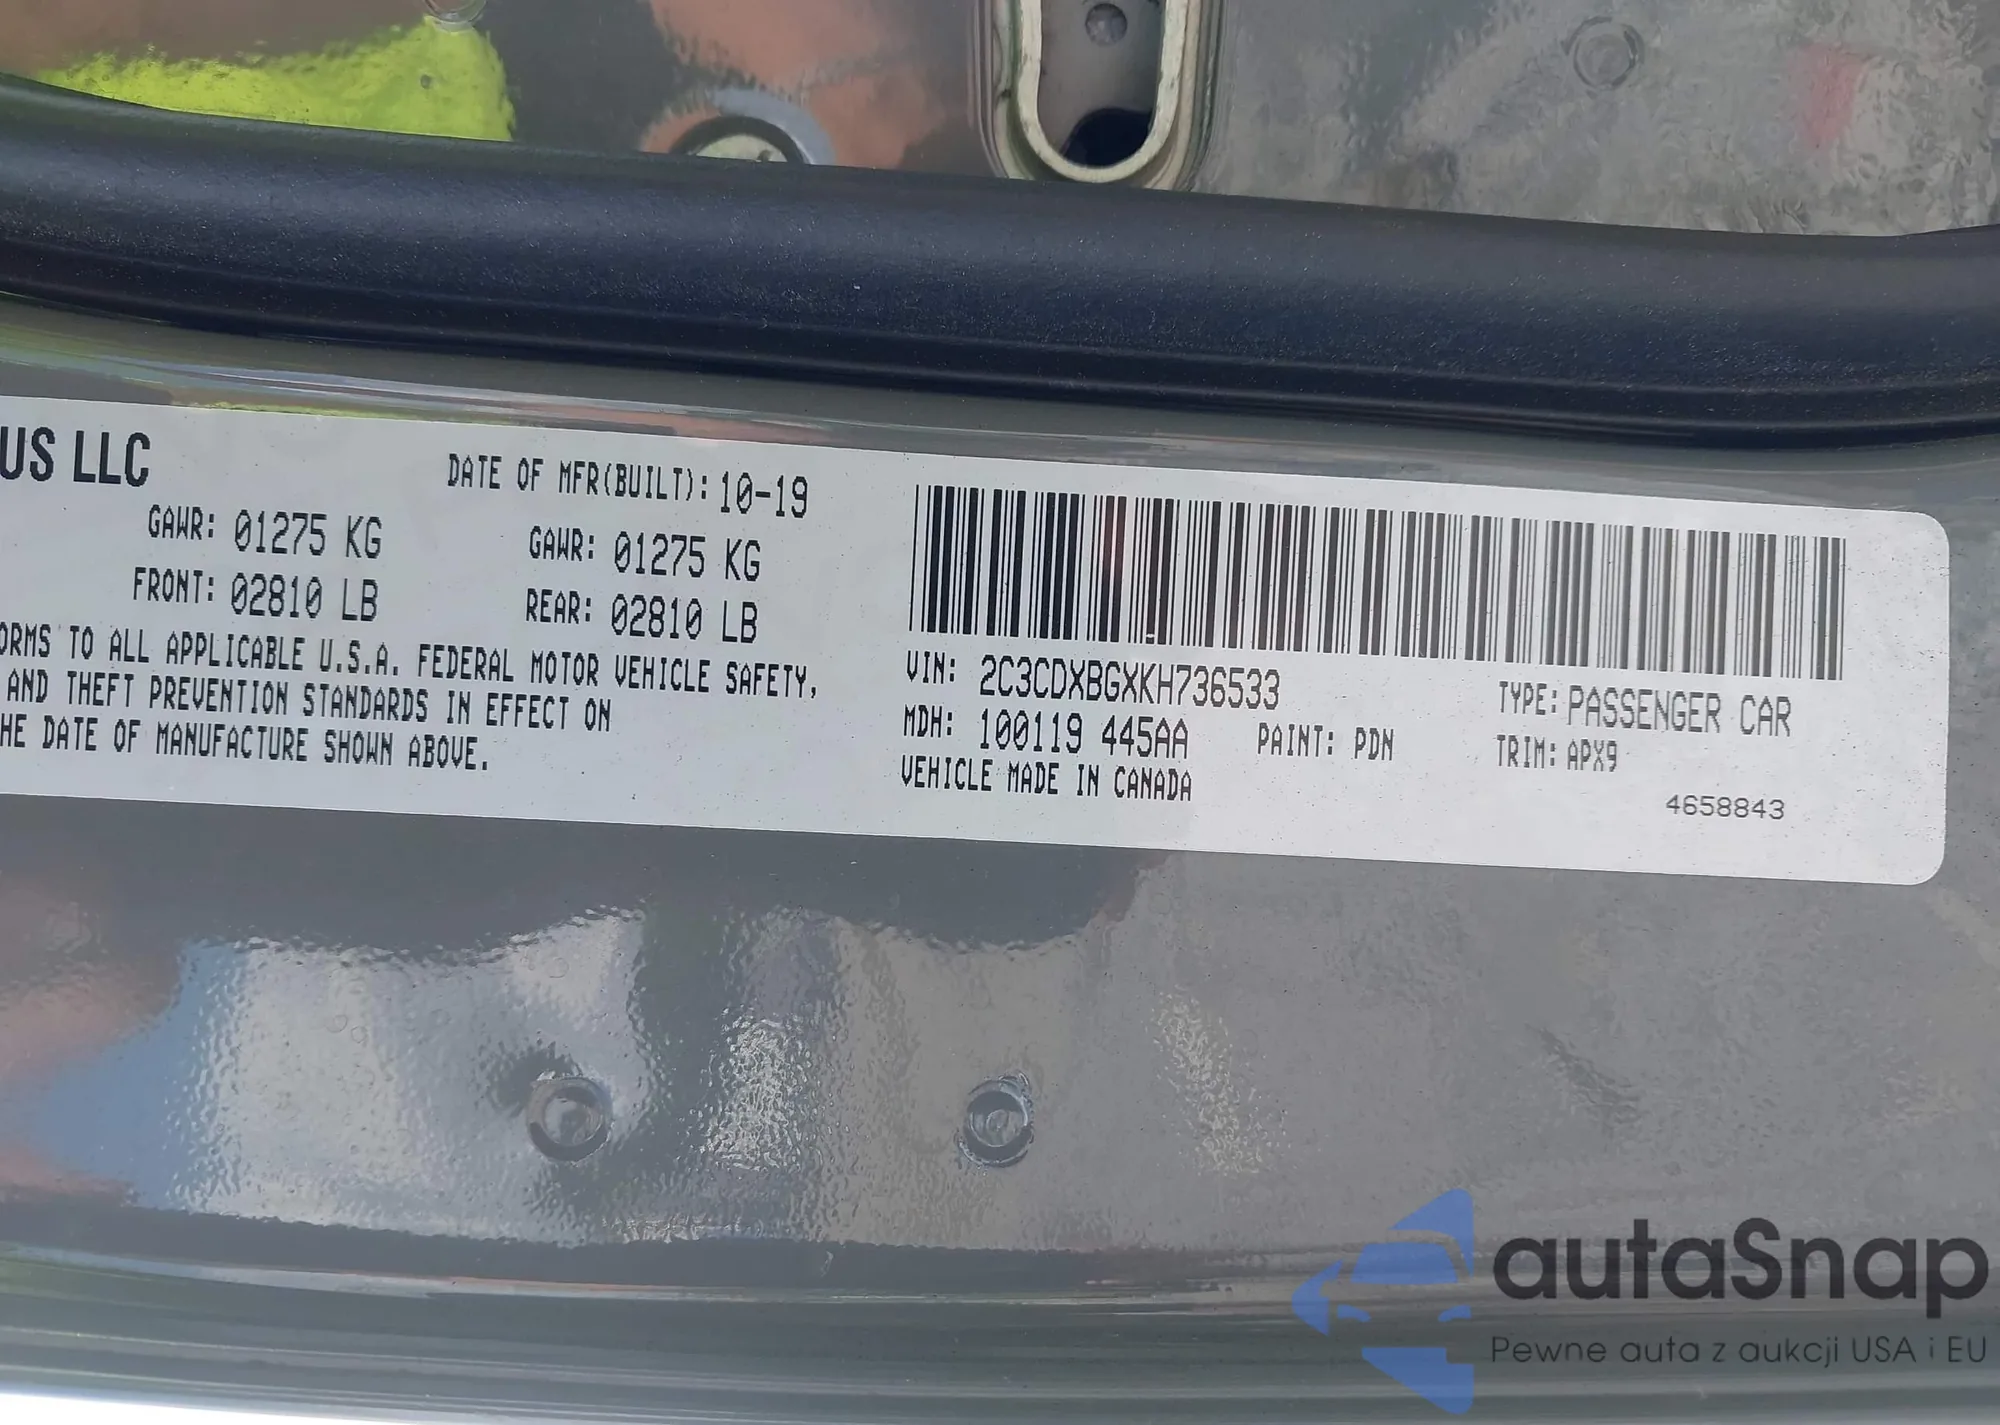 US LLC
DATE OF MFR(BUILT): 10-19
GAWR: 01275 KG
FRONT: 02810 LB
GAWR: 01275 KG
REAR: 02810 LB
ORMS TO ALL APPLICABLE U.S.A. FEDERAL MOTOR VEHICLE SAFETY,
AND THEFT PREVENTION STANDARDS IN EFFECT ON
HE DATE OF MANUFACTURE SHOWN ABOVE.
VIN: 2C3CDXBGXKH736533
TYPE: PASSENGER CAR
MDH: 100119 445AA
PAINT: PDN
TRIM: APX9
VEHICLE MADE IN CANADA
4658843
autaSnap
Pewne auta z aukcji USA i EU